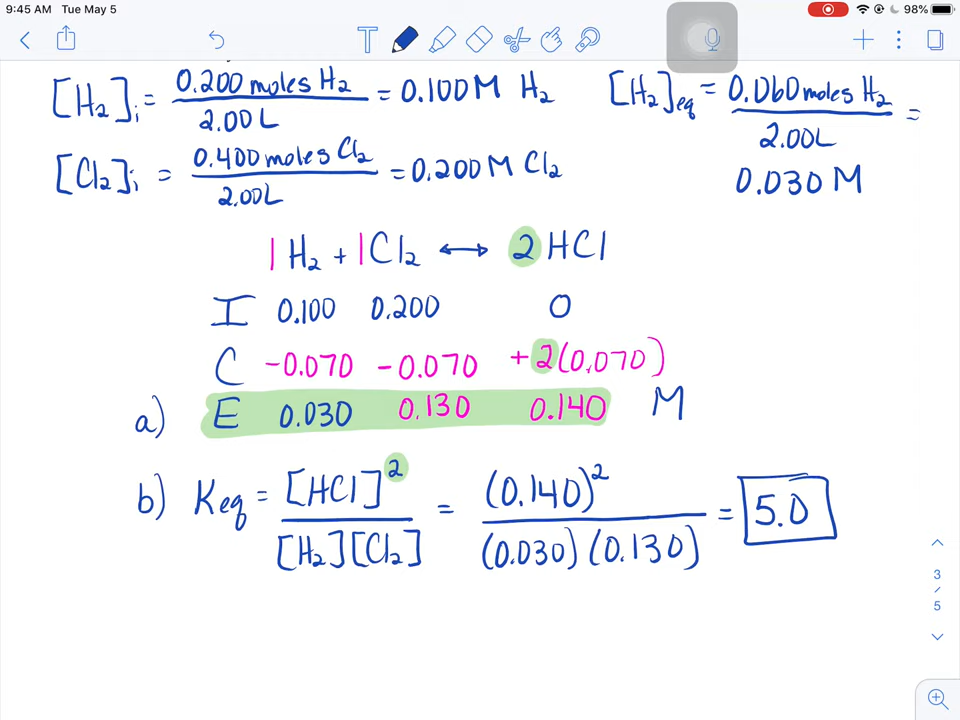 9:45 AM Tue May 5 98%
[H₂]i = 0.200 moles H₂ / 2.00L = 0.100 M H₂
[H₂]eq = 0.060 moles H₂ / 2.00L =
0.030 M
[Cl₂]i = 0.400 moles Cl₂ / 2.00L = 0.200 M Cl₂
1 H₂ + 1 Cl₂ ↔ 2 HCl
I 0.100 0.200 0
C -0.070 -0.070 +2(0.070)
a) E 0.030 0.130 0.140 M
b) Keq = [HCl]² / [H₂][Cl₂] = (0.140)² / (0.030)(0.130) = 5.0
3 / 5